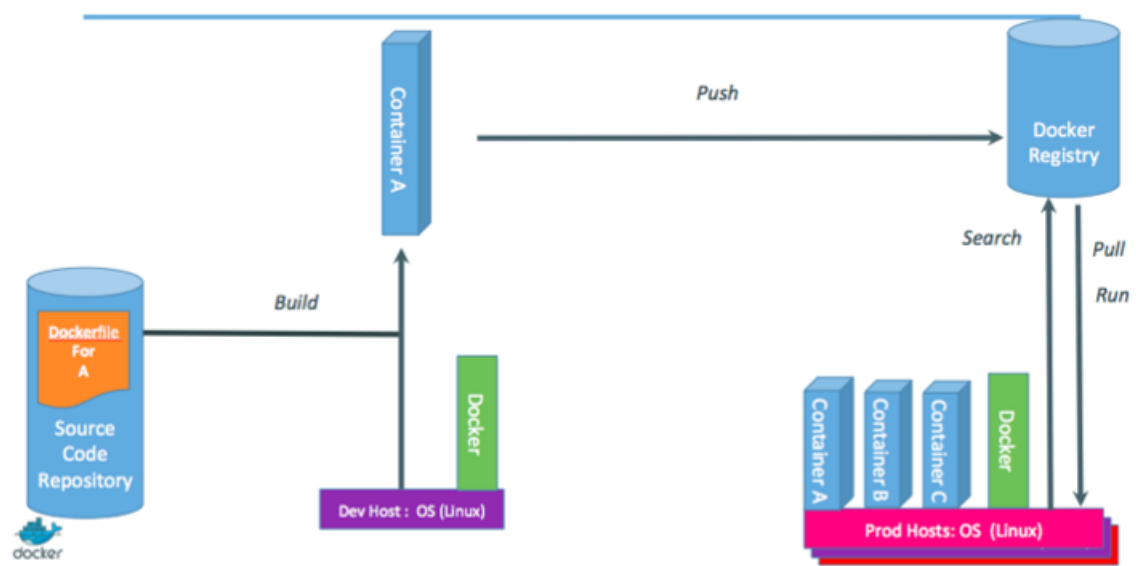 Container A
Push
Docker
Registry
Search
Pull
Run
Build
Dockerfile
For
A
Source
Code
Repository
docker
Docker
Dev Host : OS (Linux)
Container A
Container B
Container C
Docker
Prod Hosts: OS (Linux)